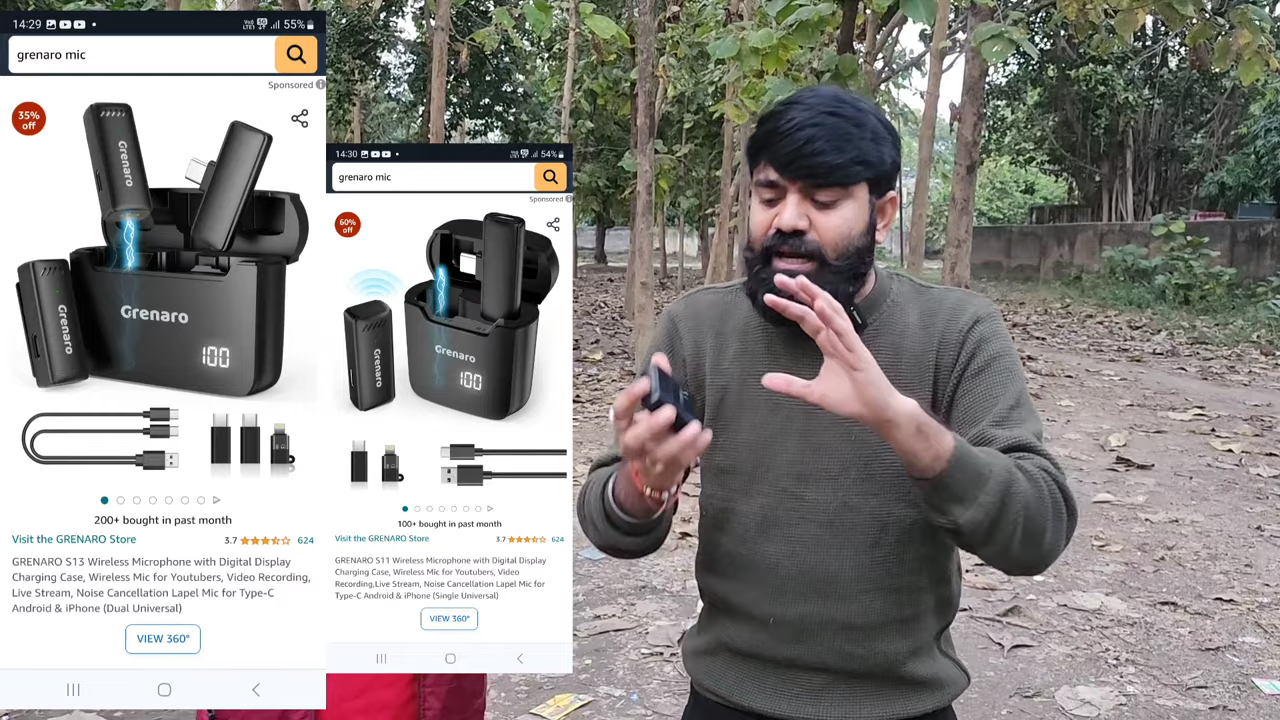 14:29
VoLTE1 5G 55%
grenaro mic
Sponsored
35%
off
Grenaro
Grenaro
Grenaro
100
200+ bought in past month
Visit the GRENARO Store
3.7
624
GRENARO S13 Wireless Microphone with Digital Display
Charging Case, Wireless Mic for Youtubers, Video Recording,
Live Stream, Noise Cancellation Lapel Mic for Type-C
Android & iPhone (Dual Universal)
VIEW 360°
14:30
54%
grenaro mic
Sponsored
60%
off
Grenaro
Grenaro
100
100+ bought in past month
Visit the GRENARO Store
3.7
624
GRENARO S11 Wireless Microphone with Digital Display
Charging Case, Wireless Mic for Youtubers, Video
Recording,Live Stream, Noise Cancellation Lapel Mic for
Type-C Android & iPhone (Single Universal)
VIEW 360°